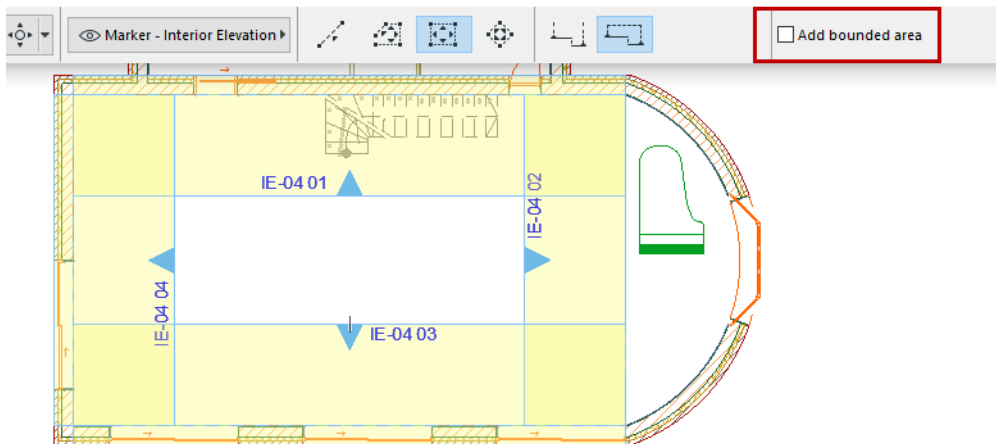 Marker - Interior Elevation
Add bounded area
IE-04 01
IE-04 02
IE-04 04
IE-04 03